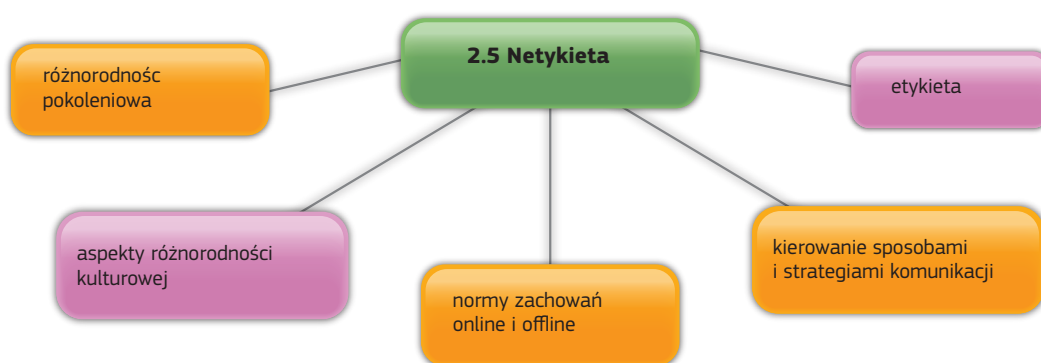 2.5 Netykieta
różnorodnośc
pokoleniowa
etykieta
aspekty różnorodności
kulturowej
kierowanie sposobami
i strategiami komunikacji
normy zachowań
online i offline